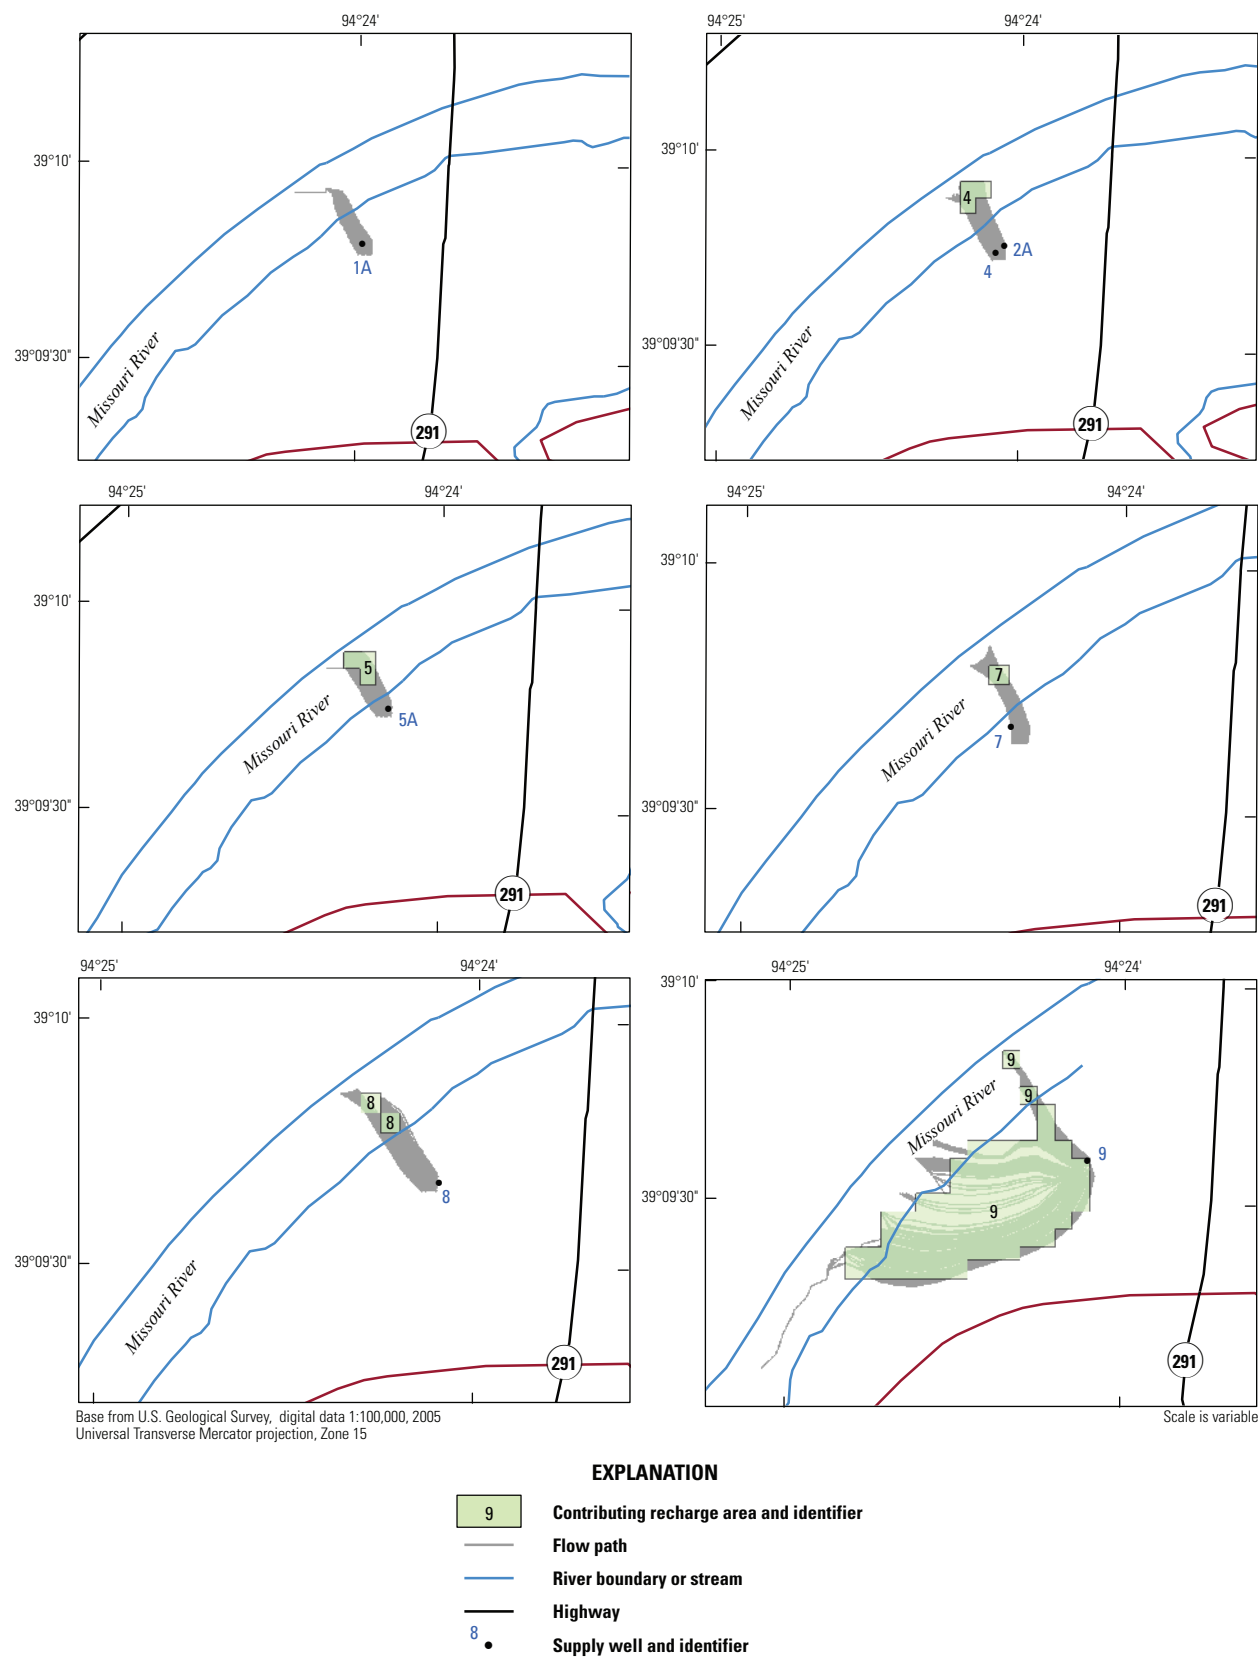 94°24'
39°10'
39°09'30"
Missouri River
1A
291
94°25'
94°24'
39°10'
39°09'30"
Missouri River
4
2A
4
291
94°25'
94°24'
39°10'
39°09'30"
Missouri River
5
5A
291
94°25'
94°24'
39°10'
39°09'30"
Missouri River
7
7
291
94°25'
94°24'
39°10'
39°09'30"
Missouri River
8
8
8
291
94°25'
94°24'
39°10'
39°09'30"
Missouri River
9
9
9
9
291
Base from U.S. Geological Survey, digital data 1:100,000, 2005
Universal Transverse Mercator projection, Zone 15
Scale is variable
EXPLANATION
9 Contributing recharge area and identifier
Flow path
River boundary or stream
Highway
8 Supply well and identifier